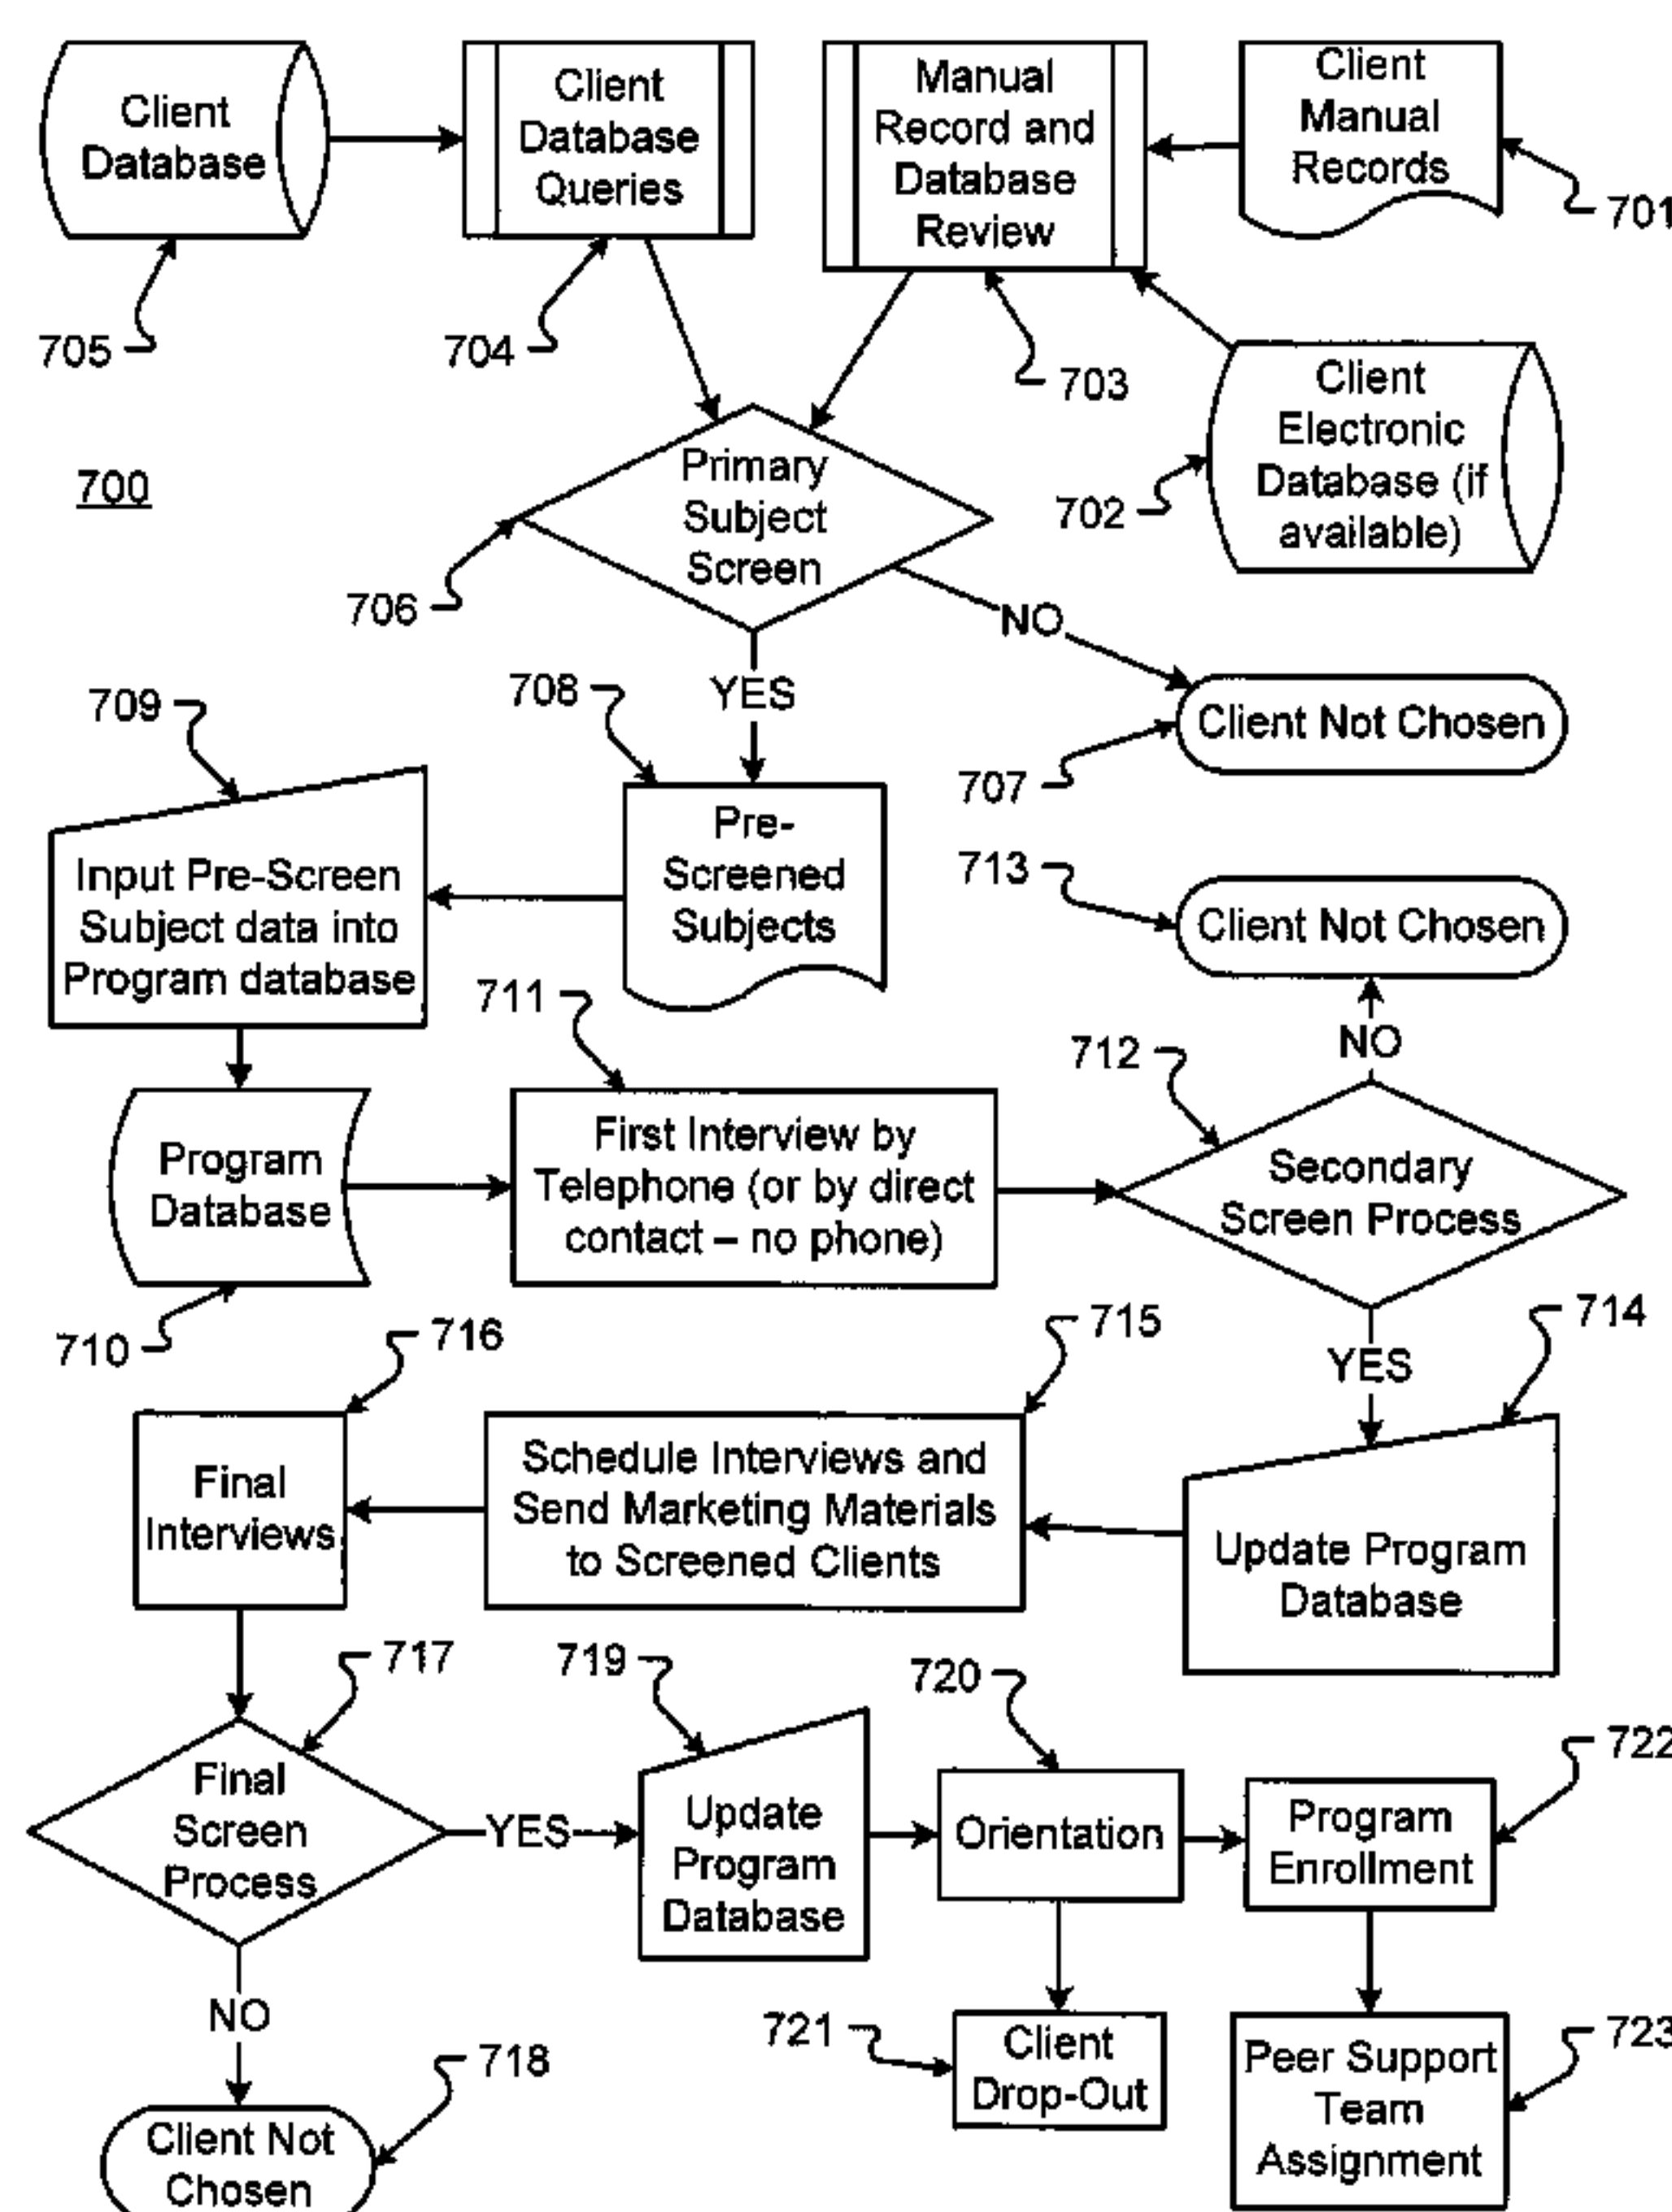 Client
Database
Client
Database
Queries
Manual
Record and
Database
Review
Client
Manual
Records
701
705
704
703
Client
Electronic
Database (if
available)
702
700
Primary
Subject
Screen
706
NO
YES
708
709
Client Not Chosen
707
Pre-
Screened
Subjects
Input Pre-Screen
Subject data into
Program database
713
Client Not Chosen
711
712
NO
Program
Database
First Interview by
Telephone (or by direct
contact – no phone)
Secondary
Screen Process
710
716
715
714
YES
Final
Interviews
Schedule Interviews and
Send Marketing Materials
to Screened Clients
Update Program
Database
717
719
720
722
Final
Screen
Process
YES
Update
Program
Database
Orientation
Program
Enrollment
NO
718
721
Client
Drop-Out
723
Peer Support
Team
Assignment
Client Not
Chosen